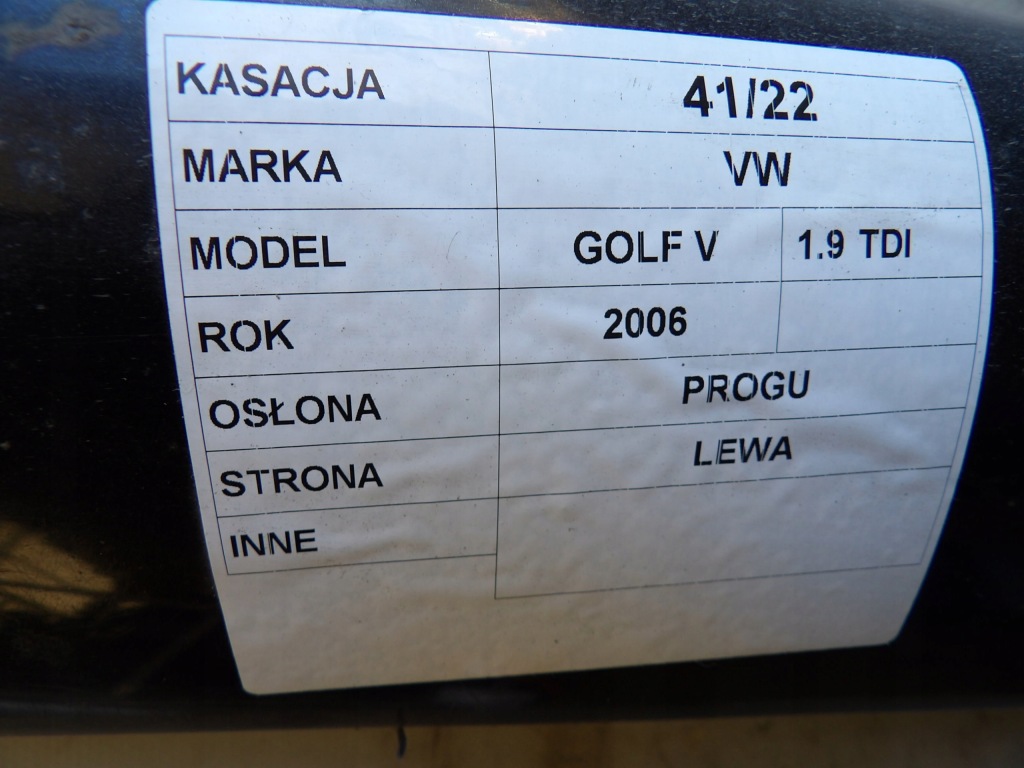 KASACJA 41/22
MARKA VW
MODEL GOLF V 1.9 TDI
ROK 2006
OSŁONA PROGU
STRONA LEWA
INNE